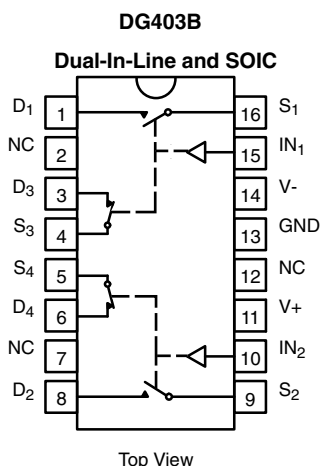 DG403B
Dual-In-Line and SOIC
D1 1 16 S1
NC 2 15 IN1
D3 3 14 V-
S3 4 13 GND
S4 5 12 NC
D4 6 11 V+
NC 7 10 IN2
D2 8 9 S2
Top View